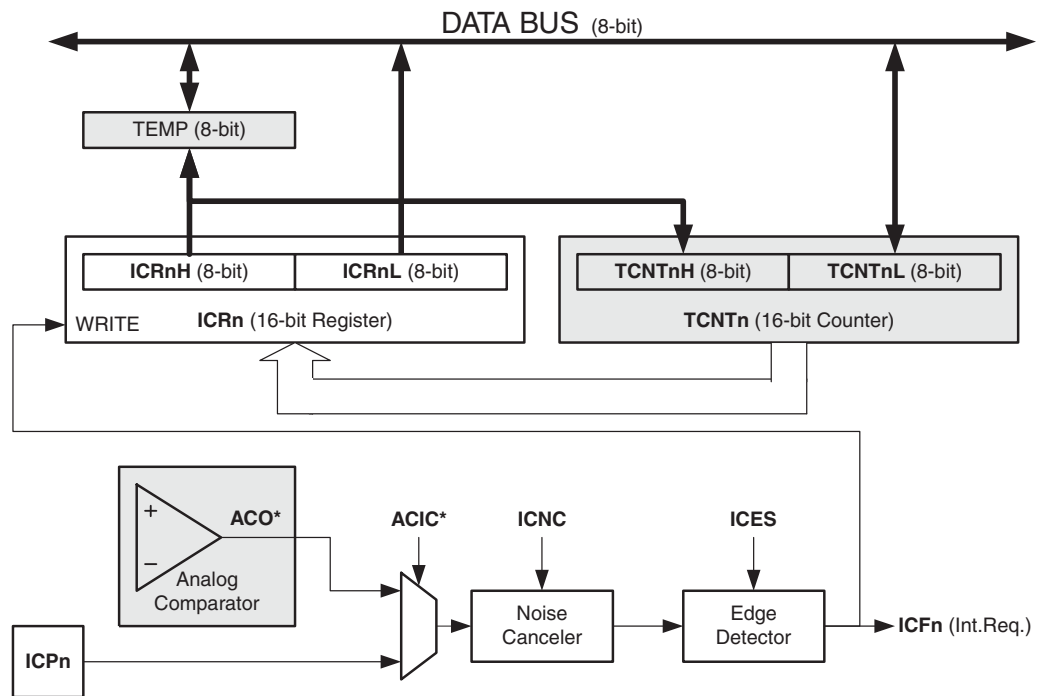 DATA BUS (8-bit)
TEMP (8-bit)
ICRnH (8-bit) ICRnL (8-bit) TCNTnH (8-bit) TCNTnL (8-bit)
WRITE ICRn (16-bit Register) TCNTn (16-bit Counter)
+
ACO* ACIC* ICNC ICES
−
Analog
Comparator
Noise
Canceler
Edge
Detector
ICFn (Int.Req.)
ICPn